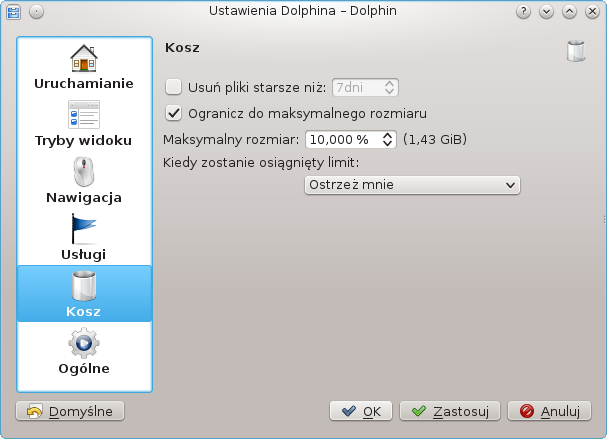 Ustawienia Dolphina – Dolphin
Uruchamianie
Tryby widoku
Nawigacja
Usługi
Kosz
Ogólne
Kosz
Usuń pliki starsze niż: 7dni
Ogranicz do maksymalnego rozmiaru
Maksymalny rozmiar: 10,000 % (1,43 GiB)
Kiedy zostanie osiągnięty limit:
Ostrzeż mnie
Domyślne OK Zastosuj Anuluj